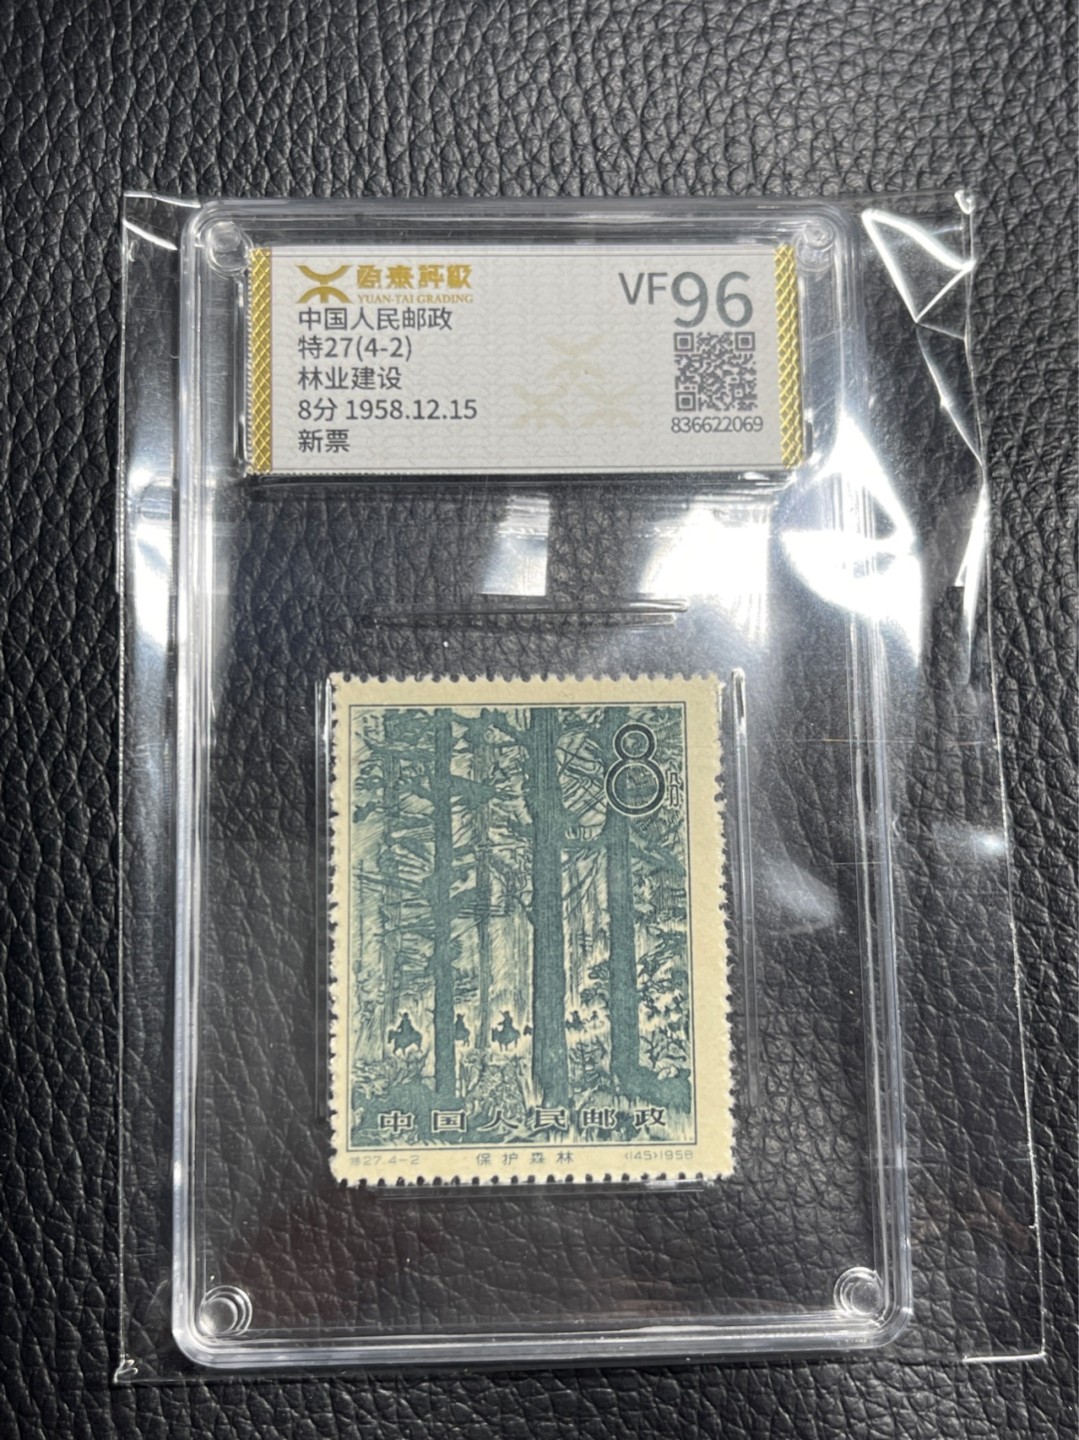 源泰評級
YUAN-TAI GRADING
VF96
中国人民邮政
特27(4-2)
林业建设
8分 1958.12.15
新票
836622069
8分
中国人民邮政
特27.4-2 保护森林 (145)1958